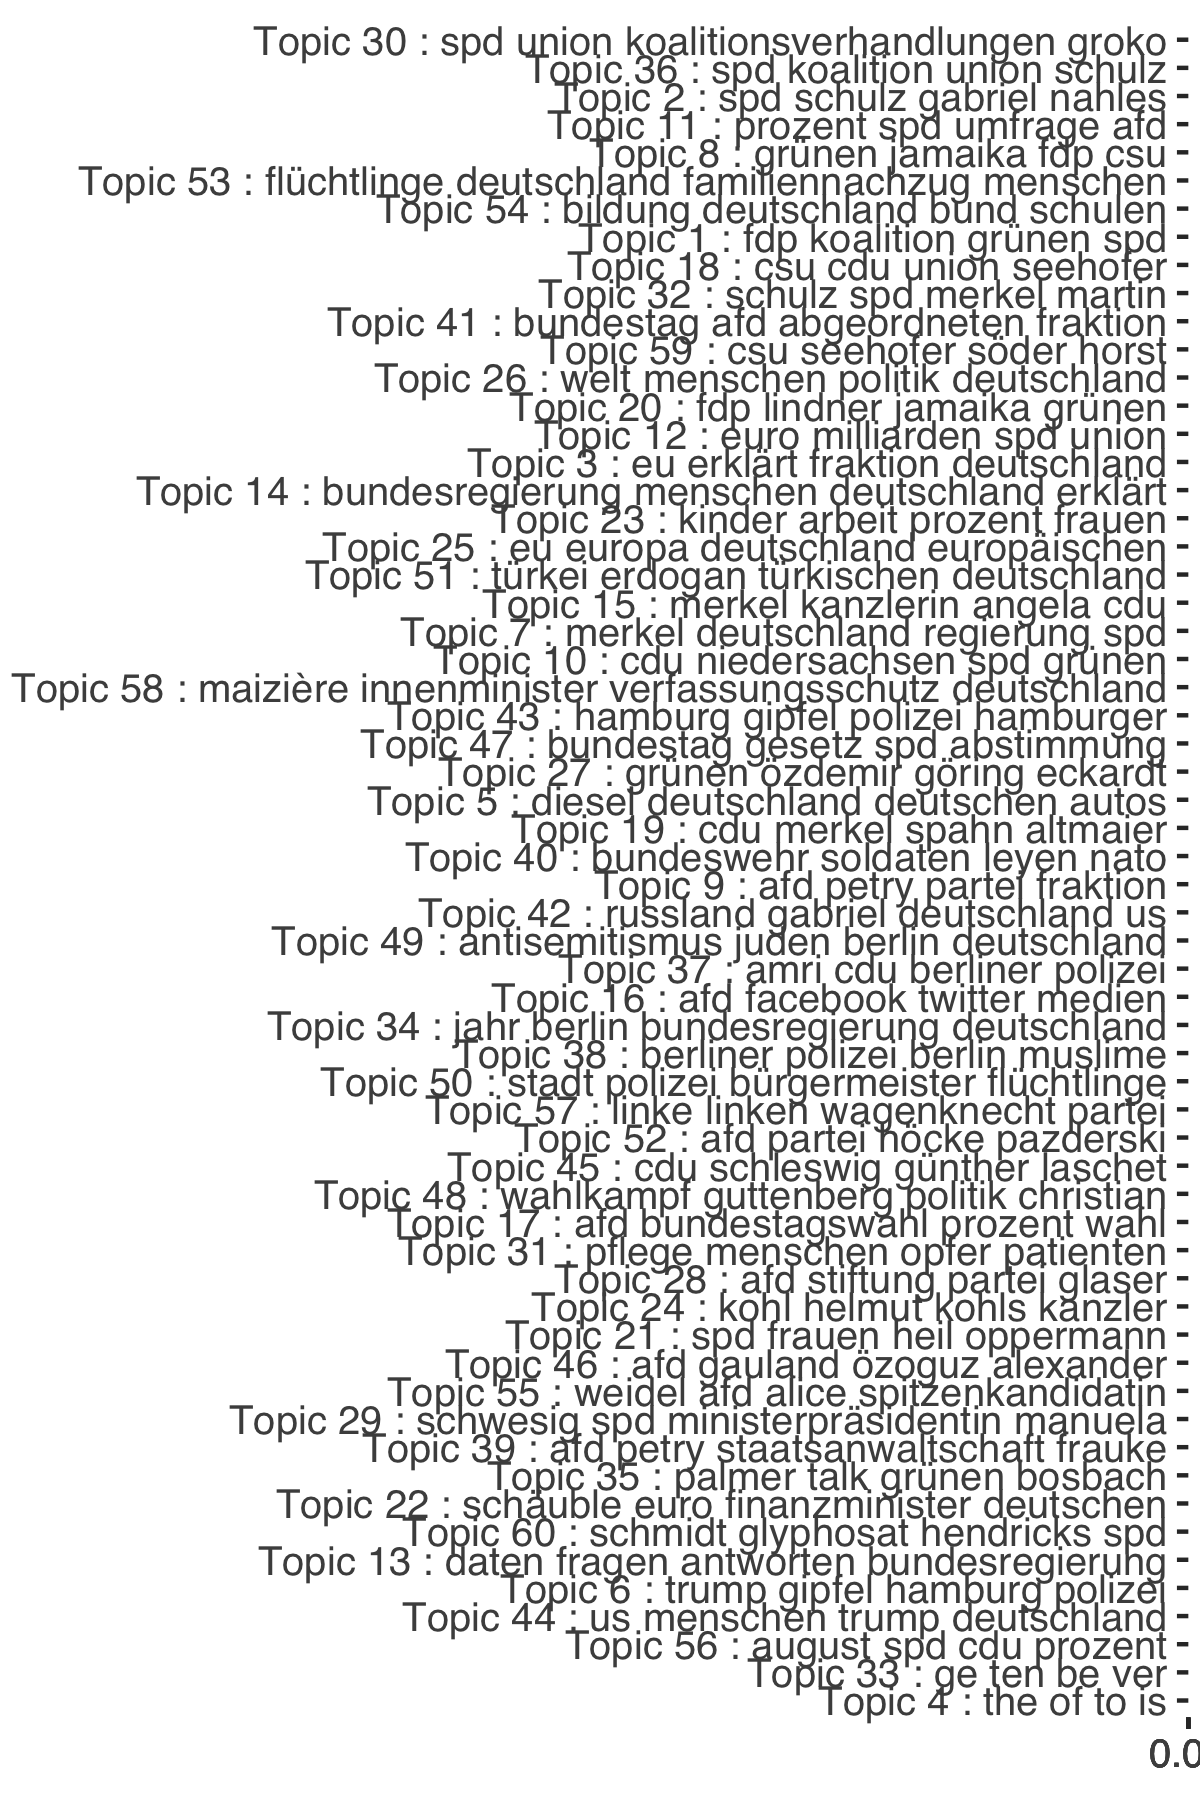 Topic 30 : spd union koalitionsverhandlungen groko
Topic 36 : spd koalition union schulz
Topic 2 : spd schulz gabriel nahles
Topic 11 : prozent spd umfrage afd
Topic 8 : grünen jamaika fdp csu
Topic 53 : flüchtlinge deutschland familiennachzug menschen
Topic 54 : bildung deutschland bund schulen
Topic 1 : fdp koalition grünen spd
Topic 18 : csu cdu union seehofer
Topic 32 : schulz spd merkel martin
Topic 41 : bundestag afd abgeordneten fraktion
Topic 59 : csu seehofer söder horst
Topic 26 : welt menschen politik deutschland
Topic 20 : fdp lindner jamaika grünen
Topic 12 : euro milliarden spd union
Topic 3 : eu erklärt fraktion deutschland
Topic 14 : bundesregierung menschen deutschland erklärt
Topic 23 : kinder arbeit prozent frauen
Topic 25 : eu europa deutschland europäischen
Topic 51 : türkei erdogan türkischen deutschland
Topic 15 : merkel kanzlerin angela cdu
Topic 7 : merkel deutschland regierung spd
Topic 10 : cdu niedersachsen spd grünen
Topic 58 : maizière innenminister verfassungsschutz deutschland
Topic 43 : hamburg gipfel polizei hamburger
Topic 47 : bundestag gesetz spd abstimmung
Topic 27 : grünen özdemir göring eckardt
Topic 5 : diesel deutschland deutschen autos
Topic 19 : cdu merkel spahn altmaier
Topic 40 : bundeswehr soldaten leyen nato
Topic 9 : afd petry partei fraktion
Topic 42 : russland gabriel deutschland us
Topic 49 : antisemitismus juden berlin deutschland
Topic 37 : amri cdu berliner polizei
Topic 16 : afd facebook twitter medien
Topic 34 : jahr berlin bundesregierung deutschland
Topic 38 : berliner polizei berlin muslime
Topic 50 : stadt polizei bürgermeister flüchtlinge
Topic 57 : linke linken wagenknecht partei
Topic 52 : afd partei höcke pazderski
Topic 45 : cdu schleswig günther laschet
Topic 48 : wahlkampf guttenberg politik christian
Topic 17 : afd bundestagswahl prozent wahl
Topic 31 : pflege menschen opfer patienten
Topic 28 : afd stiftung partei glaser
Topic 24 : kohl helmut kohls kanzler
Topic 21 : spd frauen heil oppermann
Topic 46 : afd gauland özoguz alexander
Topic 55 : weidel afd alice spitzenkandidatin
Topic 29 : schwesig spd ministerpräsidentin manuela
Topic 39 : afd petry staatsanwaltschaft frauke
Topic 35 : palmer talk grünen bosbach
Topic 22 : schäuble euro finanzminister deutschen
Topic 60 : schmidt glyphosat hendricks spd
Topic 13 : daten fragen antworten bundesregierung
Topic 6 : trump gipfel hamburg polizei
Topic 44 : us menschen trump deutschland
Topic 56 : august spd cdu prozent
Topic 33 : ge ten be ver
Topic 4 : the of to is
0.0